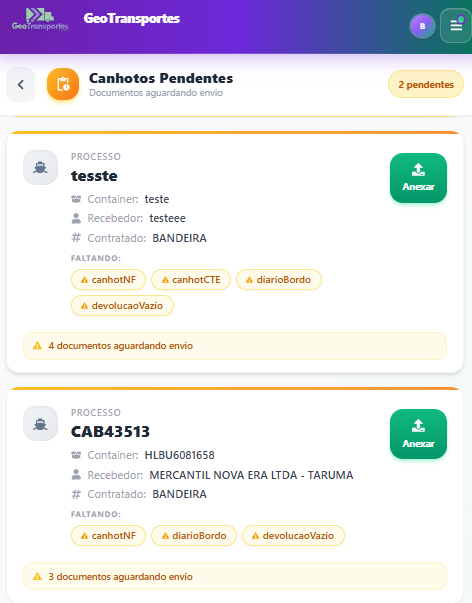 GeoTransportes
GeoTransportes
B
Canhotos Pendentes
Documentos aguardando envio
2 pendentes
PROCESSO
tesste
Anexar
Container: teste
Recebedor: testeee
Contratado: BANDEIRA
FALTANDO:
canhotNF canhotCTE diarioBordo
devolucaoVazio
4 documentos aguardando envio
PROCESSO
CAB43513
Anexar
Container: HLBU6081658
Recebedor: MERCANTIL NOVA ERA LTDA - TARUMA
Contratado: BANDEIRA
FALTANDO:
canhotNF diarioBordo devolucaoVazio
3 documentos aguardando envio